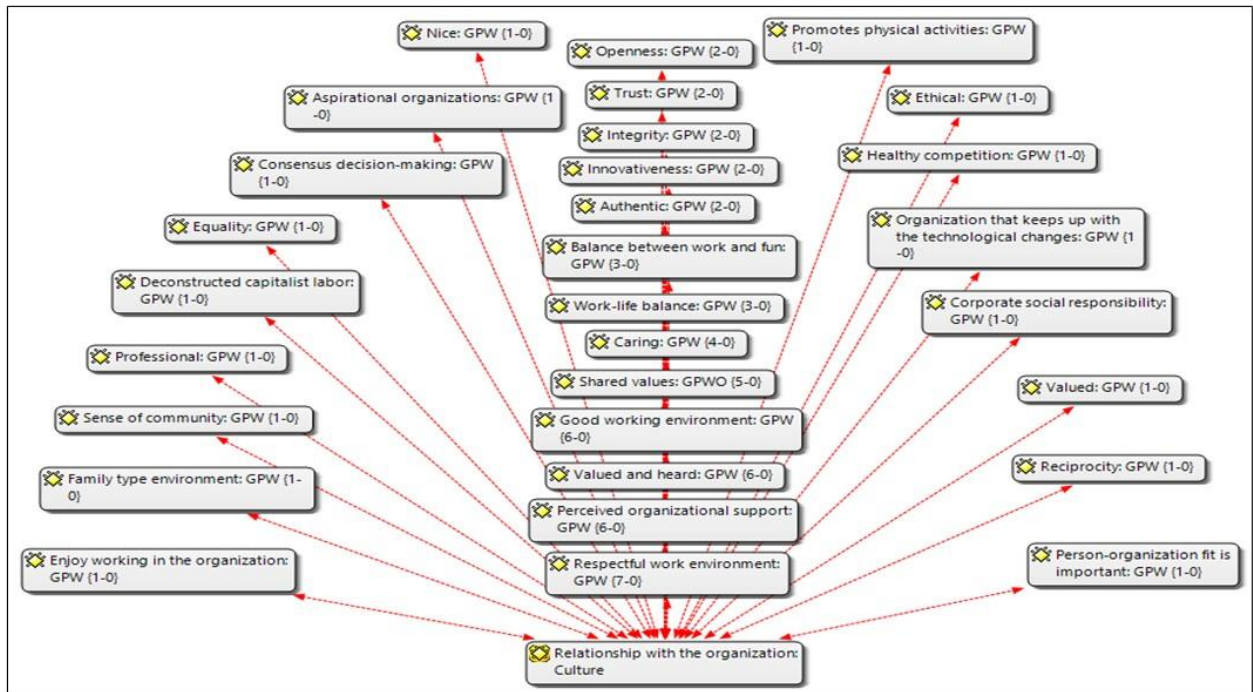 Nice: GPW {1-0}
Promotes physical activities: GPW
{1-0}
Openness: GPW {2-0}
Aspirational organizations: GPW {1
-0}
Trust: GPW {2-0}
Ethical: GPW {1-0}
Integrity: GPW {2-0}
Consensus decision-making: GPW
{1-0}
Innovativeness: GPW {2-0}
Healthy competition: GPW {1-0}
Authentic: GPW {2-0}
Equality: GPW {1-0}
Organization that keeps up with
the technological changes: GPW {1
-0}
Balance between work and fun:
GPW {3-0}
Deconstructed capitalist labor:
GPW {1-0}
Work-life balance: GPW {3-0}
Corporate social responsibility:
GPW {1-0}
Caring: GPW {4-0}
Professional: GPW {1-0}
Shared values: GPWO {5-0}
Valued: GPW {1-0}
Sense of community: GPW {1-0}
Good working environment: GPW
{6-0}
Family type environment: GPW {1-
0}
Valued and heard: GPW {6-0}
Reciprocity: GPW {1-0}
Perceived organizational support:
GPW {6-0}
Enjoy working in the organization:
GPW {1-0}
Respectful work environment:
GPW {7-0}
Person-organization fit is
important: GPW {1-0}
Relationship with the organization:
Culture